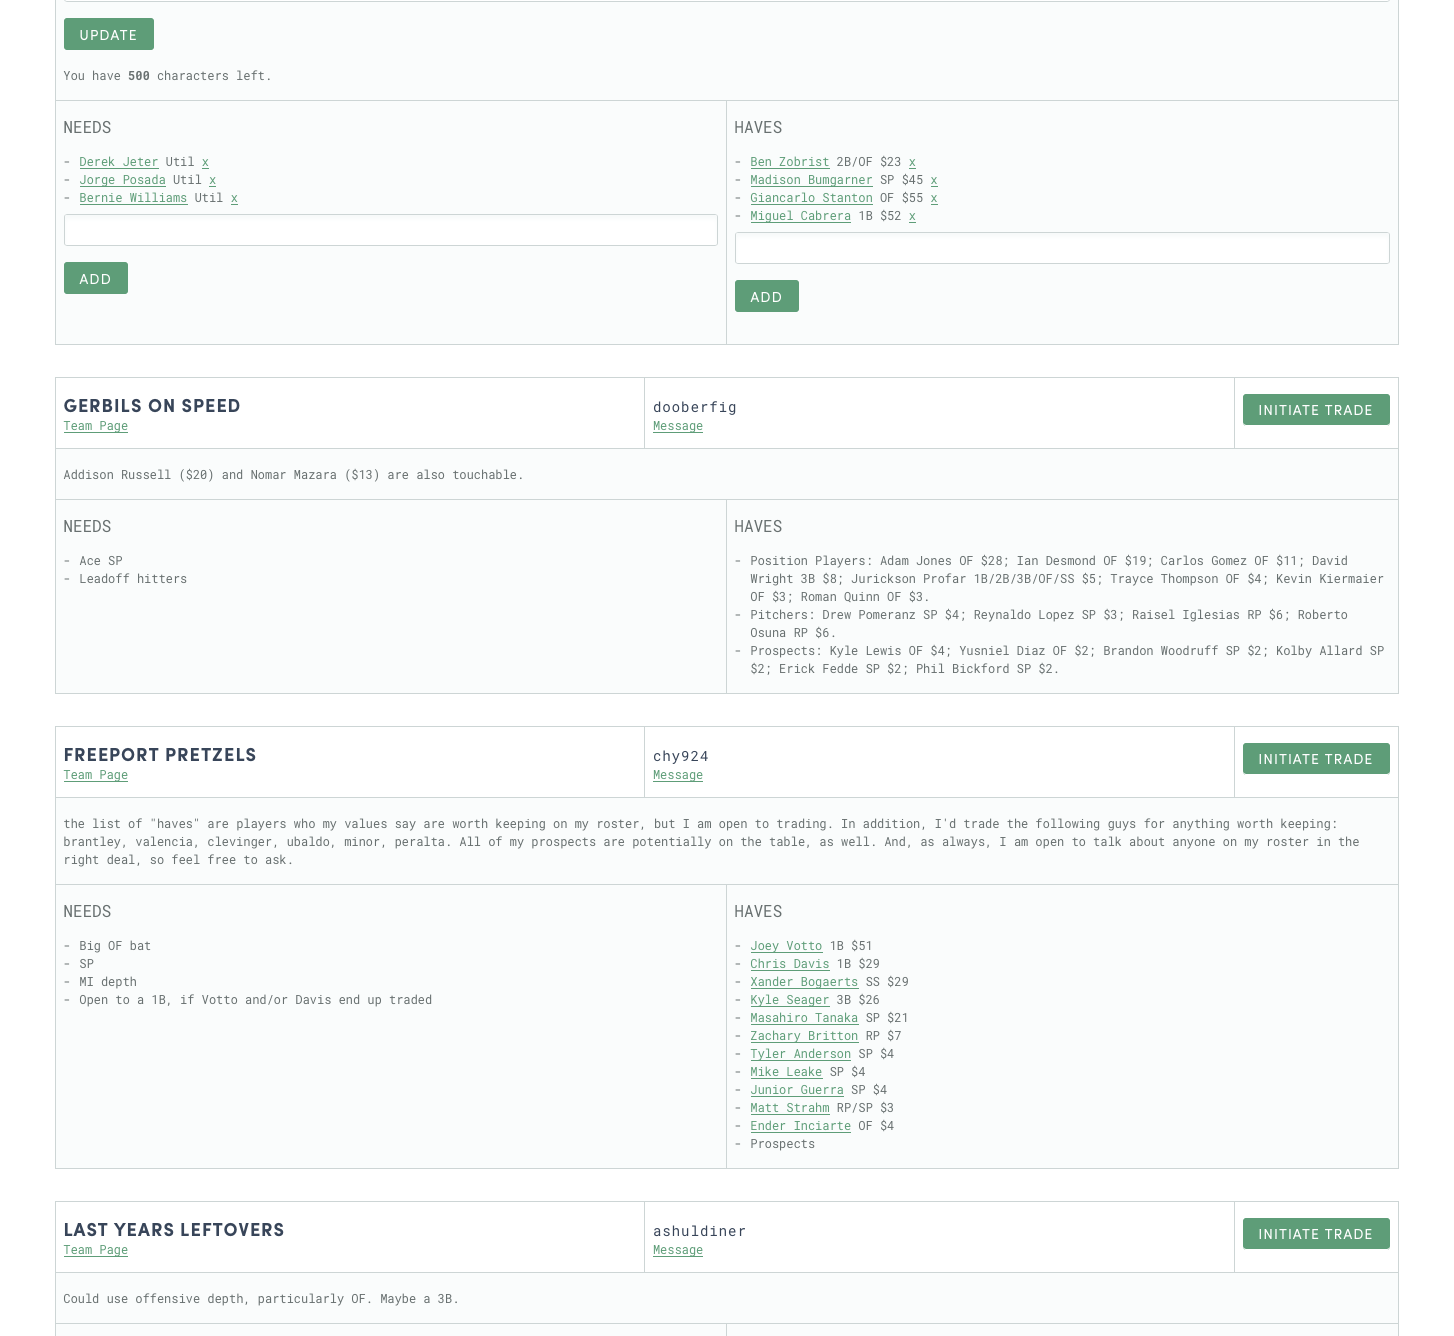 UPDATE
You have 500 characters left.
NEEDS
- Derek Jeter Util x
- Jorge Posada Util x
- Bernie Williams Util x
ADD
HAVES
- Ben Zobrist 2B/OF $23 x
- Madison Bumgarner SP $45 x
- Giancarlo Stanton OF $55 x
- Miguel Cabrera 1B $52 x
ADD
GERBILS ON SPEED
Team Page
dooberfig
Message
INITIATE TRADE
Addison Russell ($20) and Nomar Mazara ($13) are also touchable.
NEEDS
- Ace SP
- Leadoff hitters
HAVES
- Position Players: Adam Jones OF $28; Ian Desmond OF $19; Carlos Gomez OF $11; David
Wright 3B $8; Jurickson Profar 1B/2B/3B/OF/SS $5; Trayce Thompson OF $4; Kevin Kiermaier
OF $3; Roman Quinn OF $3.
- Pitchers: Drew Pomeranz SP $4; Reynaldo Lopez SP $3; Raisel Iglesias RP $6; Roberto
Osuna RP $6.
- Prospects: Kyle Lewis OF $4; Yusniel Diaz OF $2; Brandon Woodruff SP $2; Kolby Allard SP
$2; Erick Fedde SP $2; Phil Bickford SP $2.
FREEPORT PRETZELS
Team Page
chy924
Message
INITIATE TRADE
the list of "haves" are players who my values say are worth keeping on my roster, but I am open to trading. In addition, I'd trade the following guys for anything worth keeping:
brantley, valencia, clevinger, ubaldo, minor, peralta. All of my prospects are potentially on the table, as well. And, as always, I am open to talk about anyone on my roster in the
right deal, so feel free to ask.
NEEDS
- Big OF bat
- SP
- MI depth
- Open to a 1B, if Votto and/or Davis end up traded
HAVES
- Joey Votto 1B $51
- Chris Davis 1B $29
- Xander Bogaerts SS $29
- Kyle Seager 3B $26
- Masahiro Tanaka SP $21
- Zachary Britton RP $7
- Tyler Anderson SP $4
- Mike Leake SP $4
- Junior Guerra SP $4
- Matt Strahm RP/SP $3
- Ender Inciarte OF $4
- Prospects
LAST YEARS LEFTOVERS
Team Page
ashuldiner
Message
INITIATE TRADE
Could use offensive depth, particularly OF. Maybe a 3B.